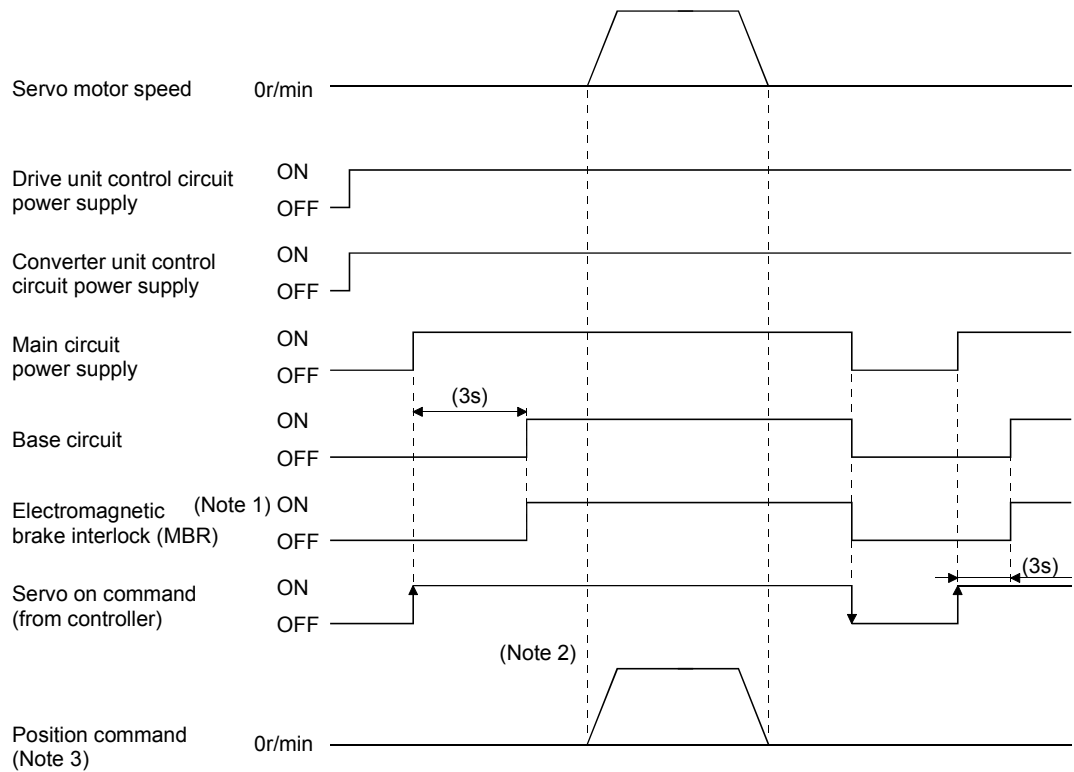 Servo motor speed 0r/min
Drive unit control circuit
power supply
ON
OFF
Converter unit control
circuit power supply
ON
OFF
Main circuit
power supply
ON
OFF
(3s)
Base circuit
ON
OFF
Electromagnetic
brake interlock (MBR)
(Note 1) ON
OFF
Servo on command
(from controller)
ON
OFF
(3s)
(Note 2)
Position command
(Note 3)
0r/min